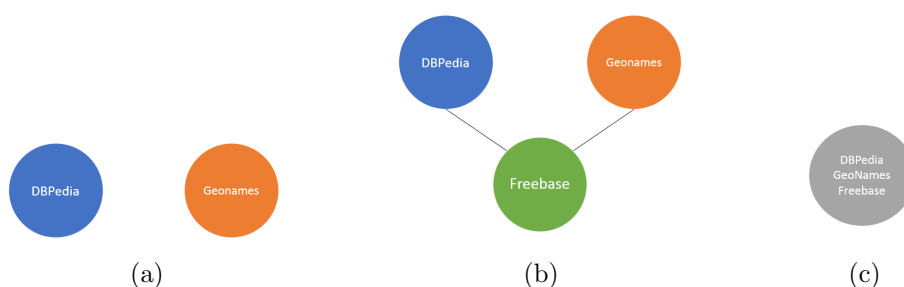 DBPedia
Geonames
(a)
DBPedia
Geonames
Freebase
(b)
DBPedia
GeoNames
Freebase
(c)